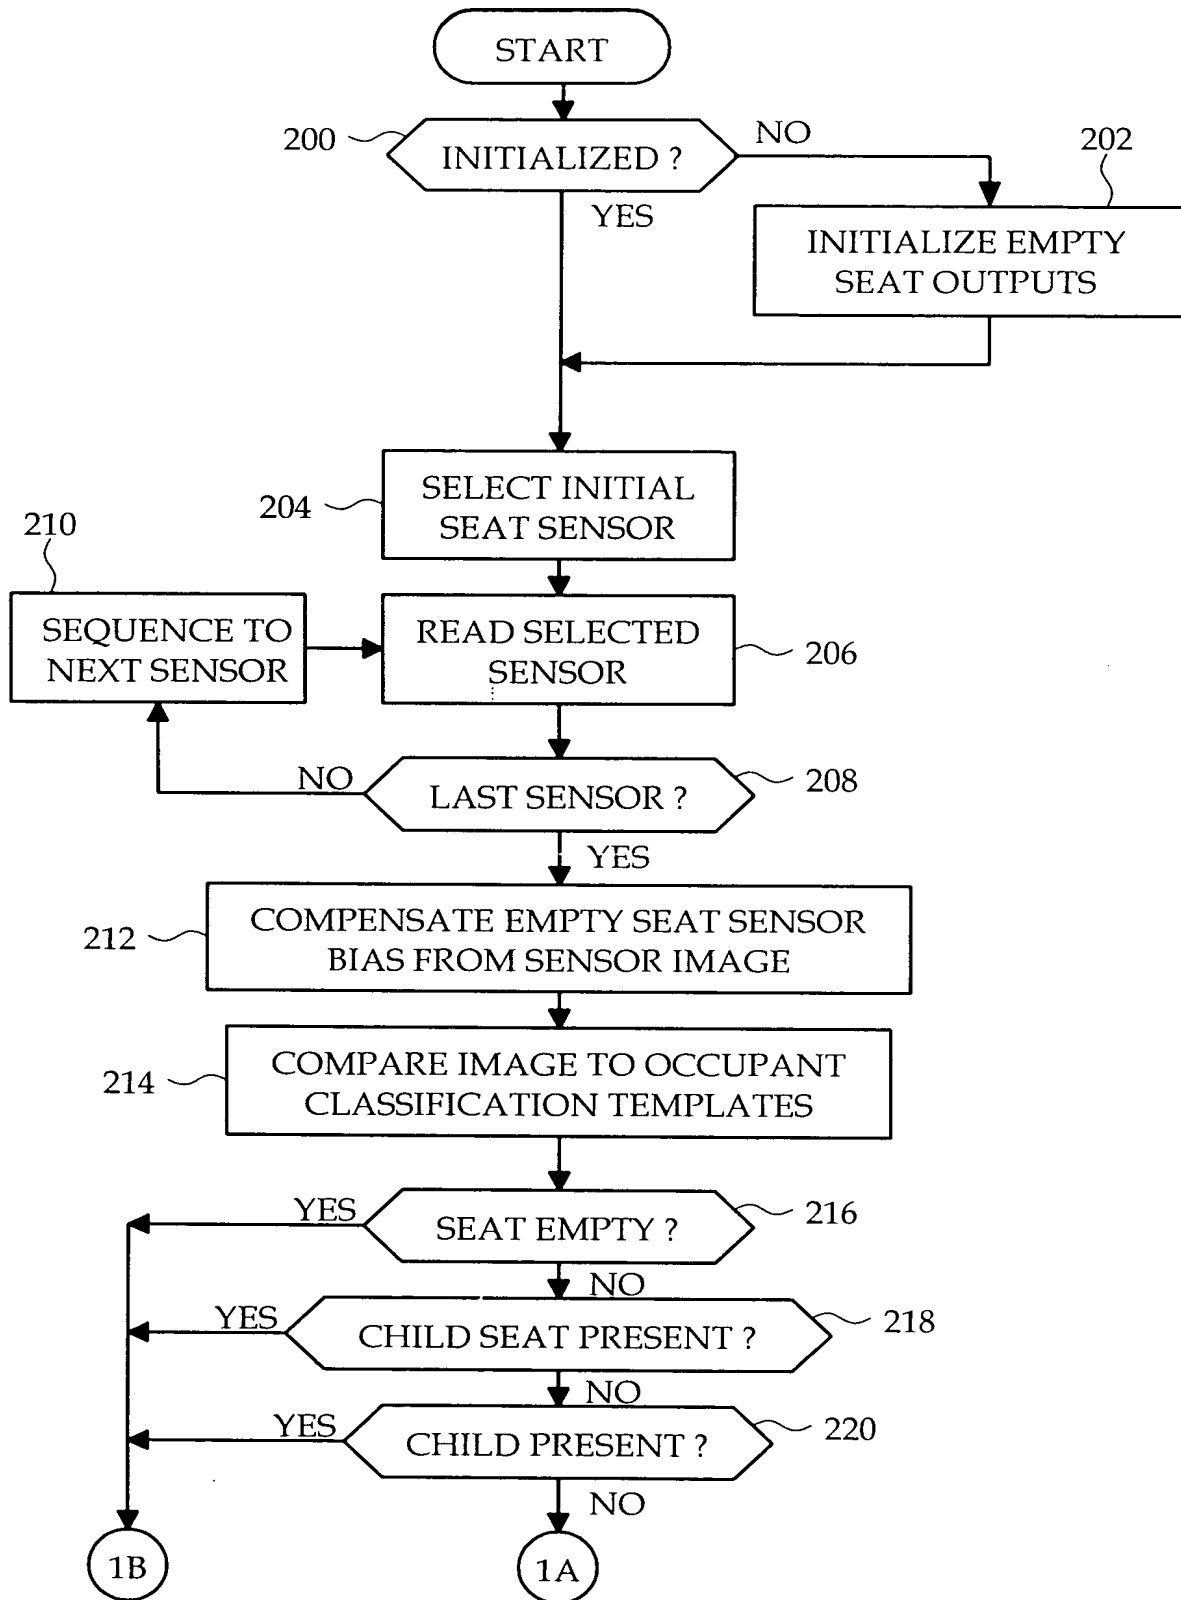 START
200
INITIALIZED ?
NO
202
YES
INITIALIZE EMPTY
SEAT OUTPUTS
204
SELECT INITIAL
SEAT SENSOR
210
SEQUENCE TO
NEXT SENSOR
READ SELECTED
SENSOR
206
NO
LAST SENSOR ?
208
YES
212
COMPENSATE EMPTY SEAT SENSOR
BIAS FROM SENSOR IMAGE
214
COMPARE IMAGE TO OCCUPANT
CLASSIFICATION TEMPLATES
YES
SEAT EMPTY ?
216
NO
YES
CHILD SEAT PRESENT ?
218
NO
YES
CHILD PRESENT ?
220
NO
1B
1A